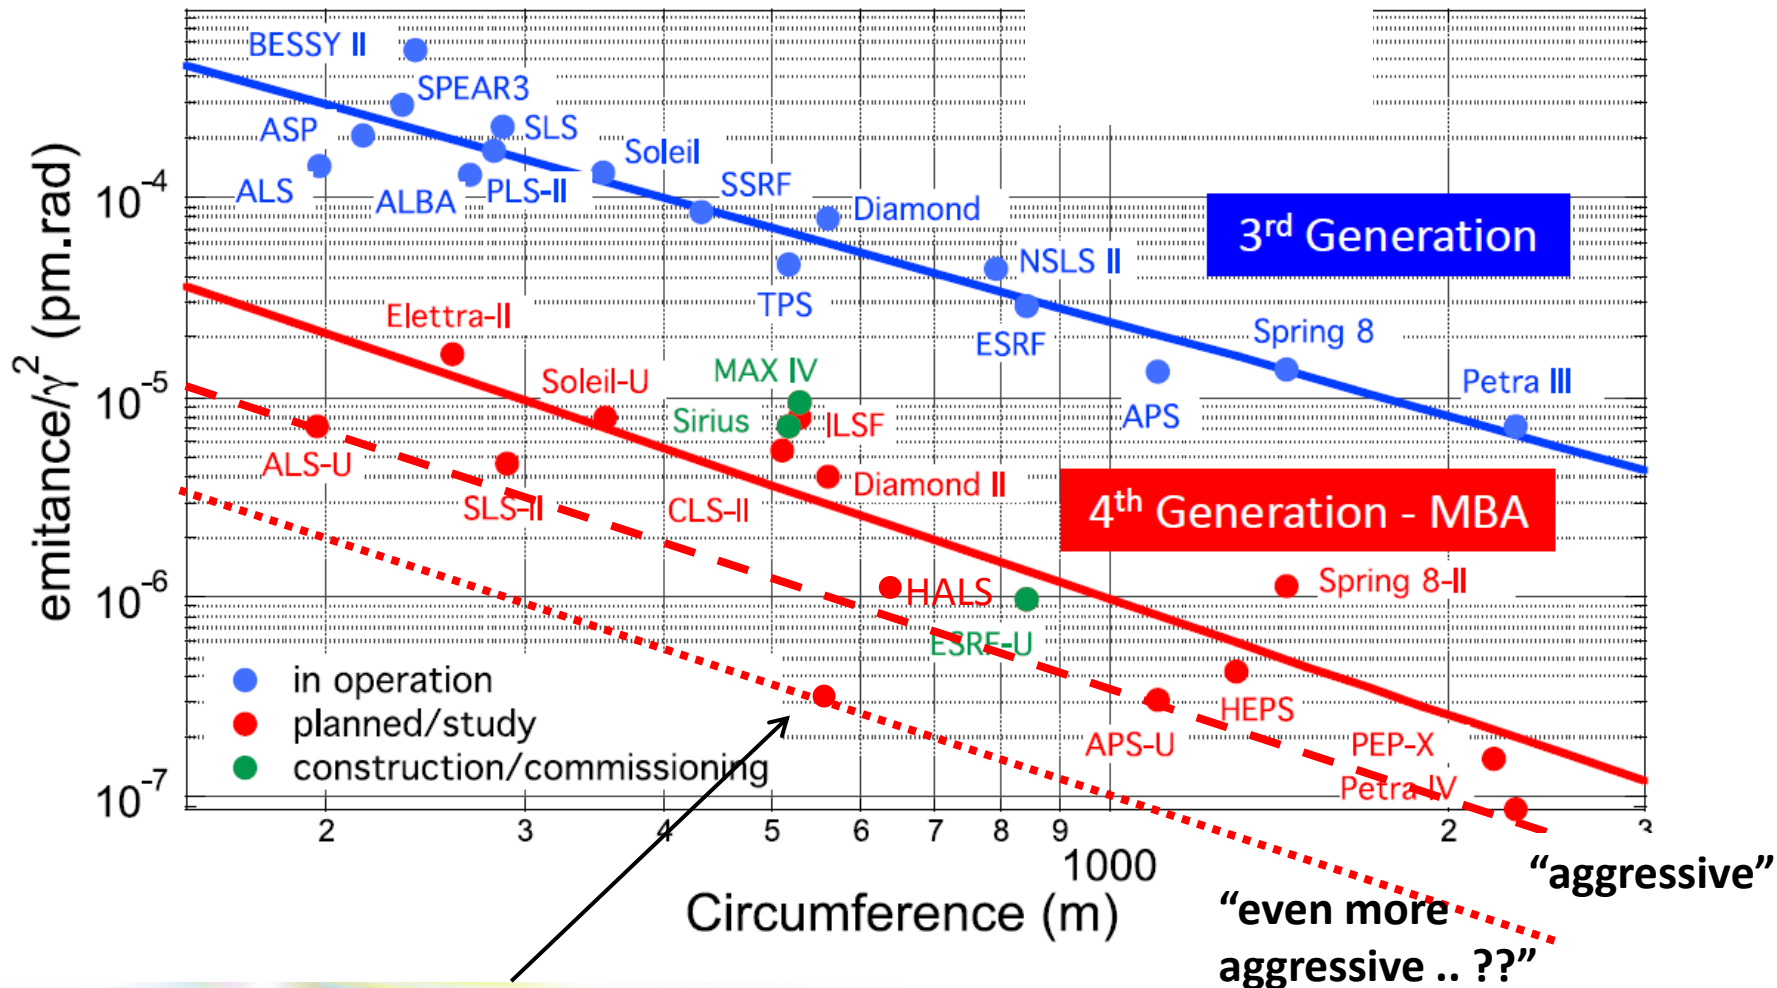 BESSY II
SPEAR3
ASP
SLS
Soleil
ALS
ALBA
PLS-II
SSRF
Diamond
3rd Generation
NSLS II
TPS
ESRF
Spring 8
APS
Petra III
Elettra-II
MAX IV
Soleil-U
Sirius
ILSF
ALS-U
SLS-II
CLS-II
Diamond II
4th Generation - MBA
HALS
Spring 8-II
ESRF-U
HEPS
APS-U
PEP-X
Petra IV
in operation
planned/study
construction/commissioning
emitance/γ2 (pm.rad)
10-4
10-5
10-6
10-7
2
3
4
5
6
7
8
9
1000
2
3
Circumference (m)
“aggressive”
“even more
aggressive .. ??”